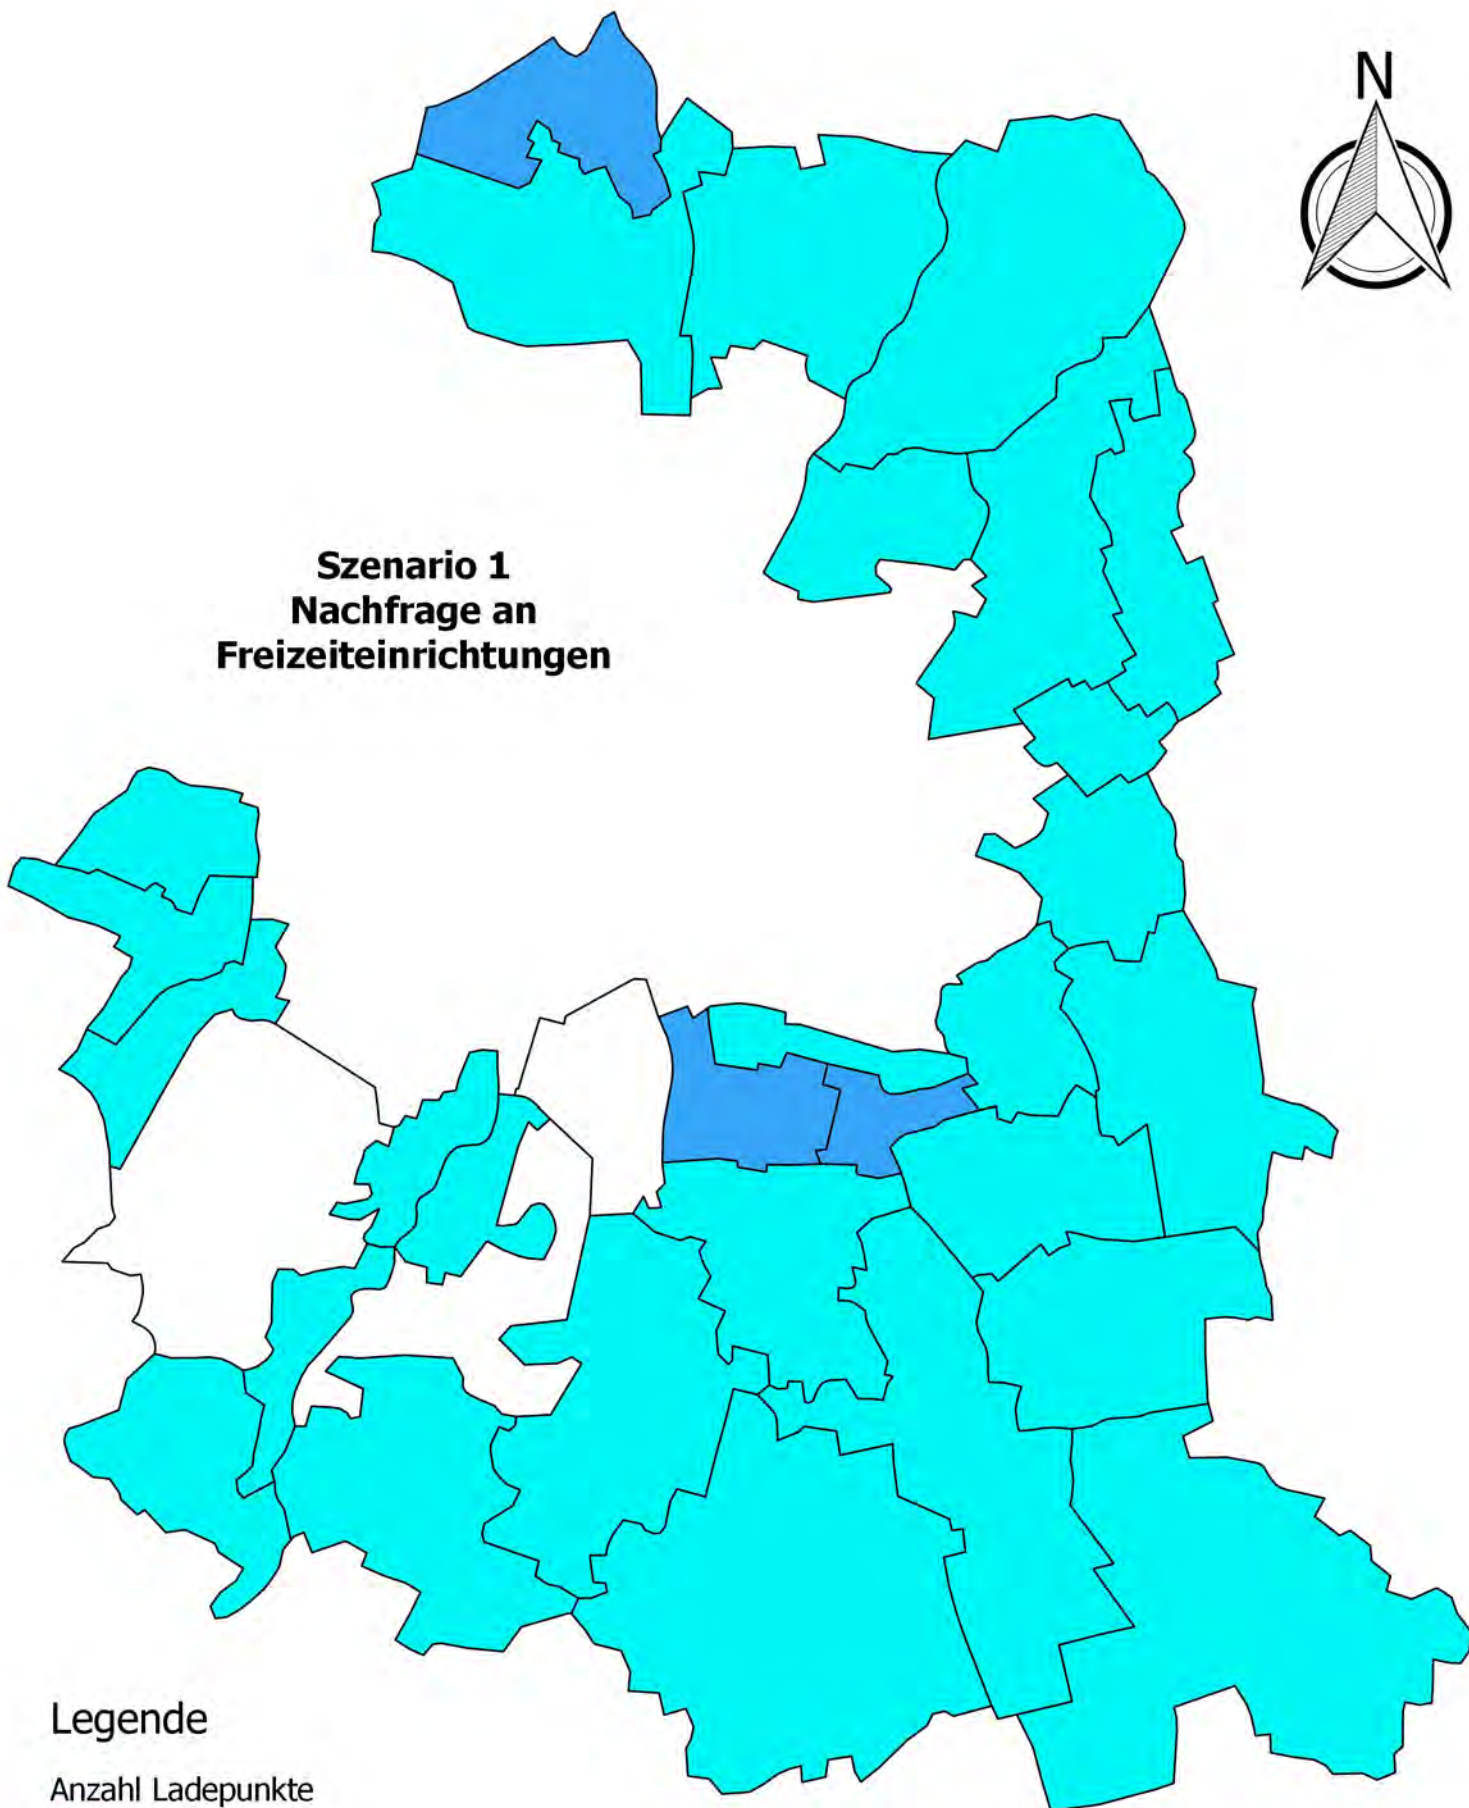 N
Szenario 1
Nachfrage an
Freizeiteinrichtungen
Legende
Anzahl Ladepunkte